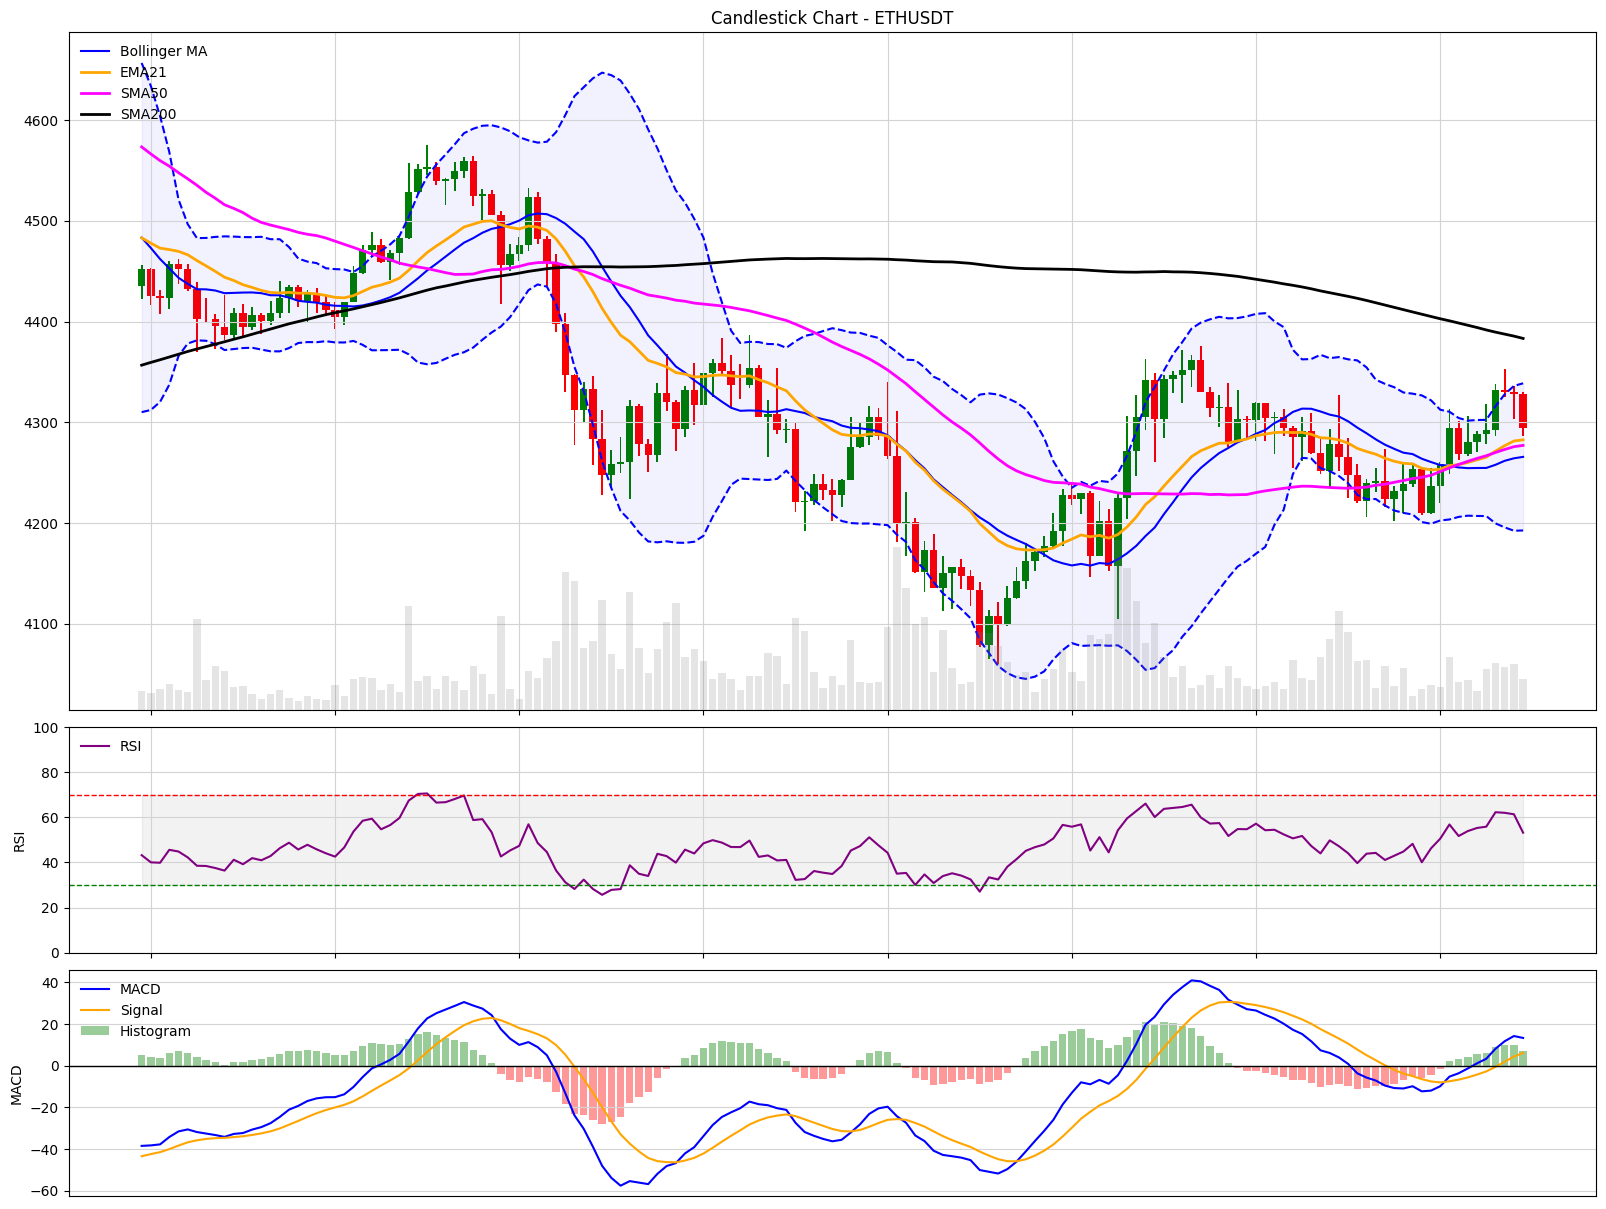 Candlestick Chart - ETHUSDT
Bollinger MA
EMA21
SMA50
SMA200
4600
4500
4400
4300
4200
4100
RSI
100
80
60
40
20
0
RSI
MACD
Signal
Histogram
40
20
0
−20
−40
−60
MACD